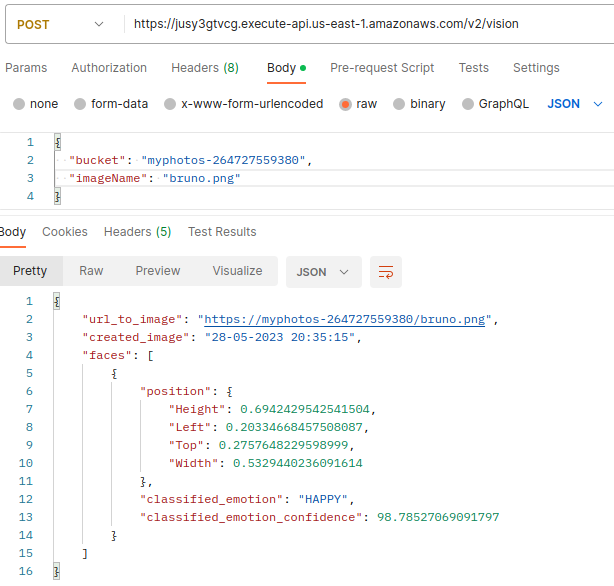 POST https://jusy3gtvcg.execute-api.us-east-1.amazonaws.com/v2/vision
Params Authorization Headers (8) Body Pre-request Script Tests Settings
none form-data x-www-form-urlencoded raw binary GraphQL JSON
1 {
2 "bucket": "myphotos-264727559380",
3 "imageName": "bruno.png"
4 }
Body Cookies Headers (5) Test Results
Pretty Raw Preview Visualize JSON
1 {
2 "url_to_image": "https://myphotos-264727559380/bruno.png",
3 "created_image": "28-05-2023 20:35:15",
4 "faces": [
5 {
6 "position": {
7 "Height": 0.6942429542541504,
8 "Left": 0.20334668457508087,
9 "Top": 0.2757648229598999,
10 "Width": 0.5329440236091614
11 },
12 "classified_emotion": "HAPPY",
13 "classified_emotion_confidence": 98.78527069091797
14 }
15 ]
16 }